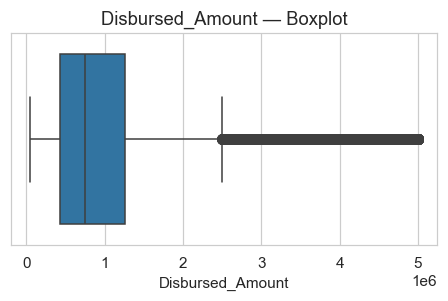 Disbursed_Amount — Boxplot
0 1 2 3 4 5
1e6
Disbursed_Amount